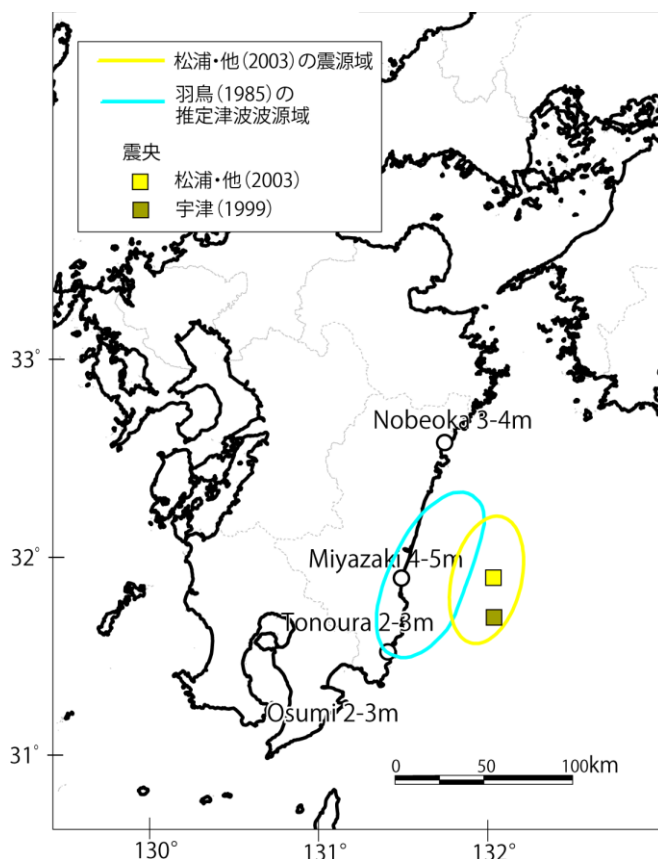 松浦・他(2003)の震源域
羽鳥(1985)の
推定津波波源域
震央
松浦・他(2003)
宇津(1999)
33°
Nobeoka 3-4m
32°
Miyazaki 4-5m
Tonoura 2-3m
Osumi 2-3m
31°
0 50 100km
130° 131° 132°